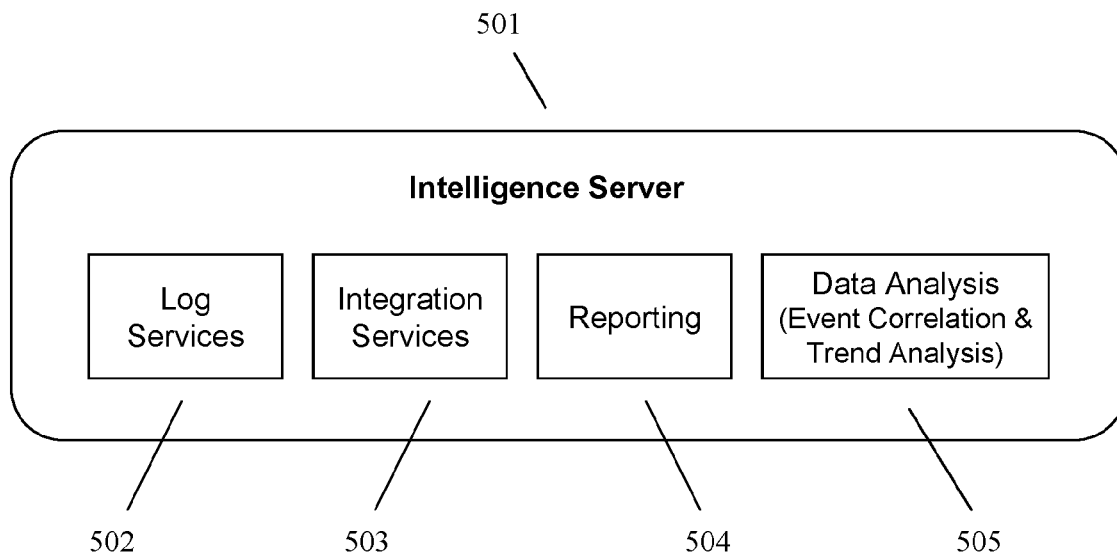 501
Intelligence Server
Log
Services
Integration
Services
Reporting
Data Analysis
(Event Correlation &
Trend Analysis)
502
503
504
505